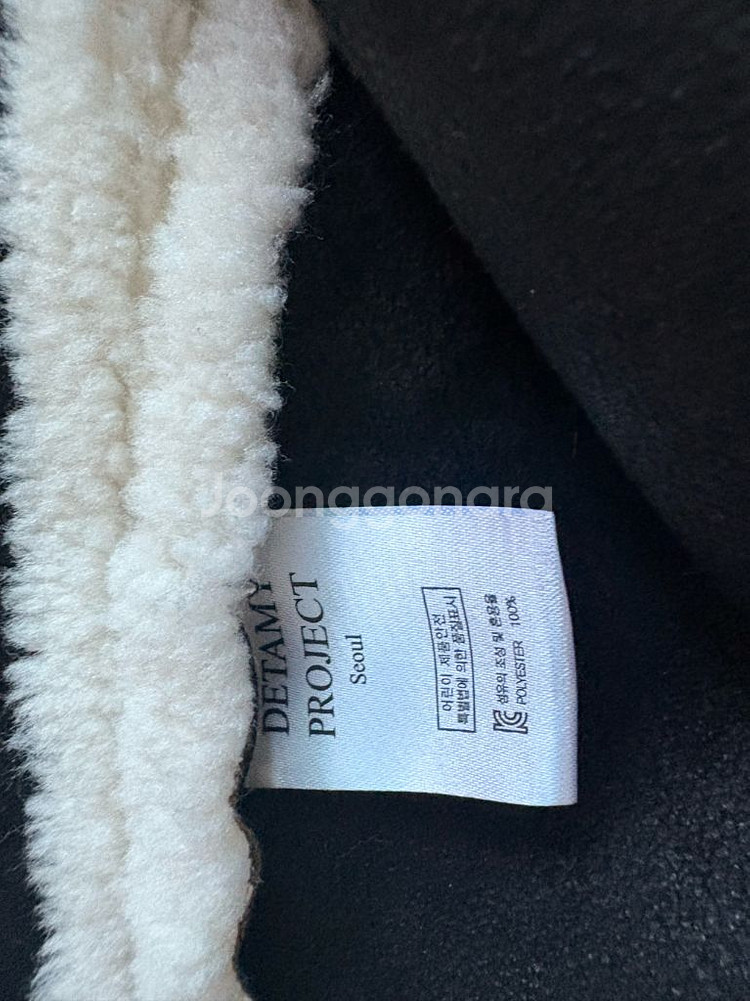 Joonggonara
DETAMY
PROJECT
Seoul
어린이 제품안전
특별법에 의한 품질표시
섬유의 조성 및 혼용율
POLYESTER 100%